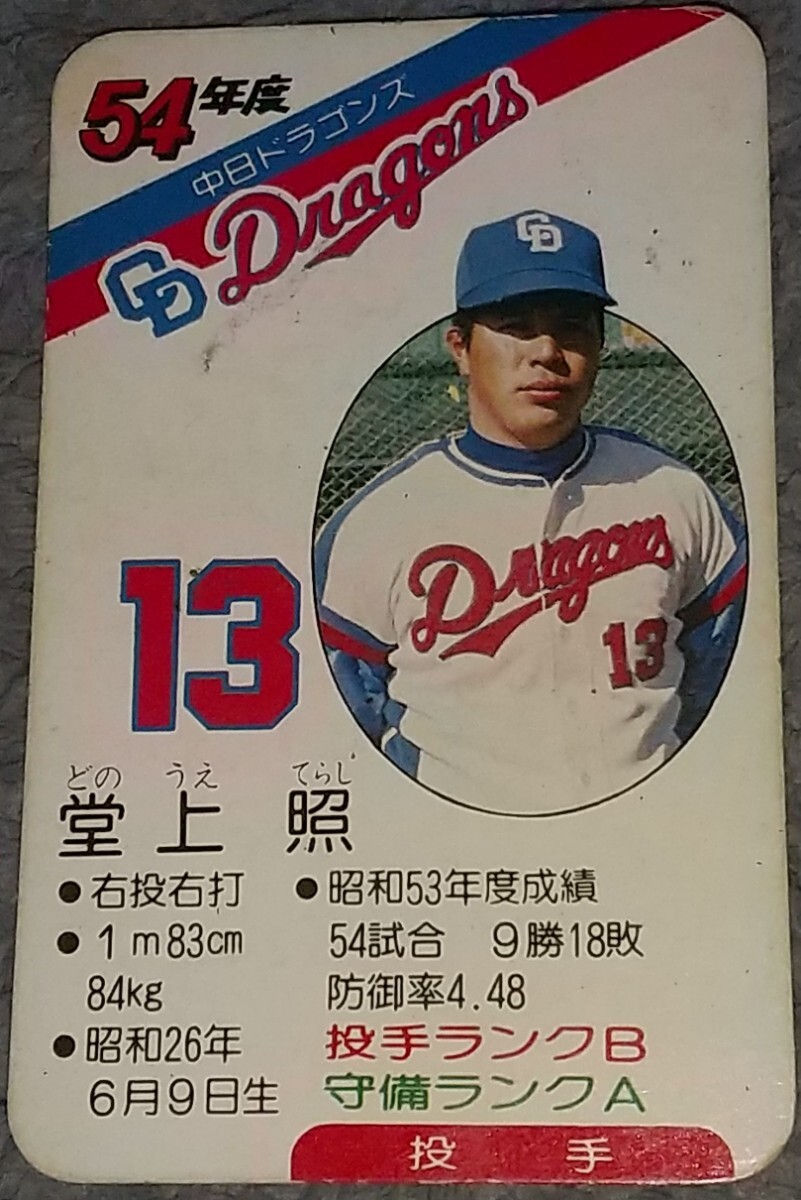 54年度
中日ドラゴンズ
CD Dragons
CD
Dragons
13
13
どの うえ てらし
堂上 照
●右投右打
●1m83cm
84kg
●昭和26年
6月9日生
●昭和53年度成績
54試合 9勝18敗
防御率4.48
投手ランクB
守備ランクA
投手